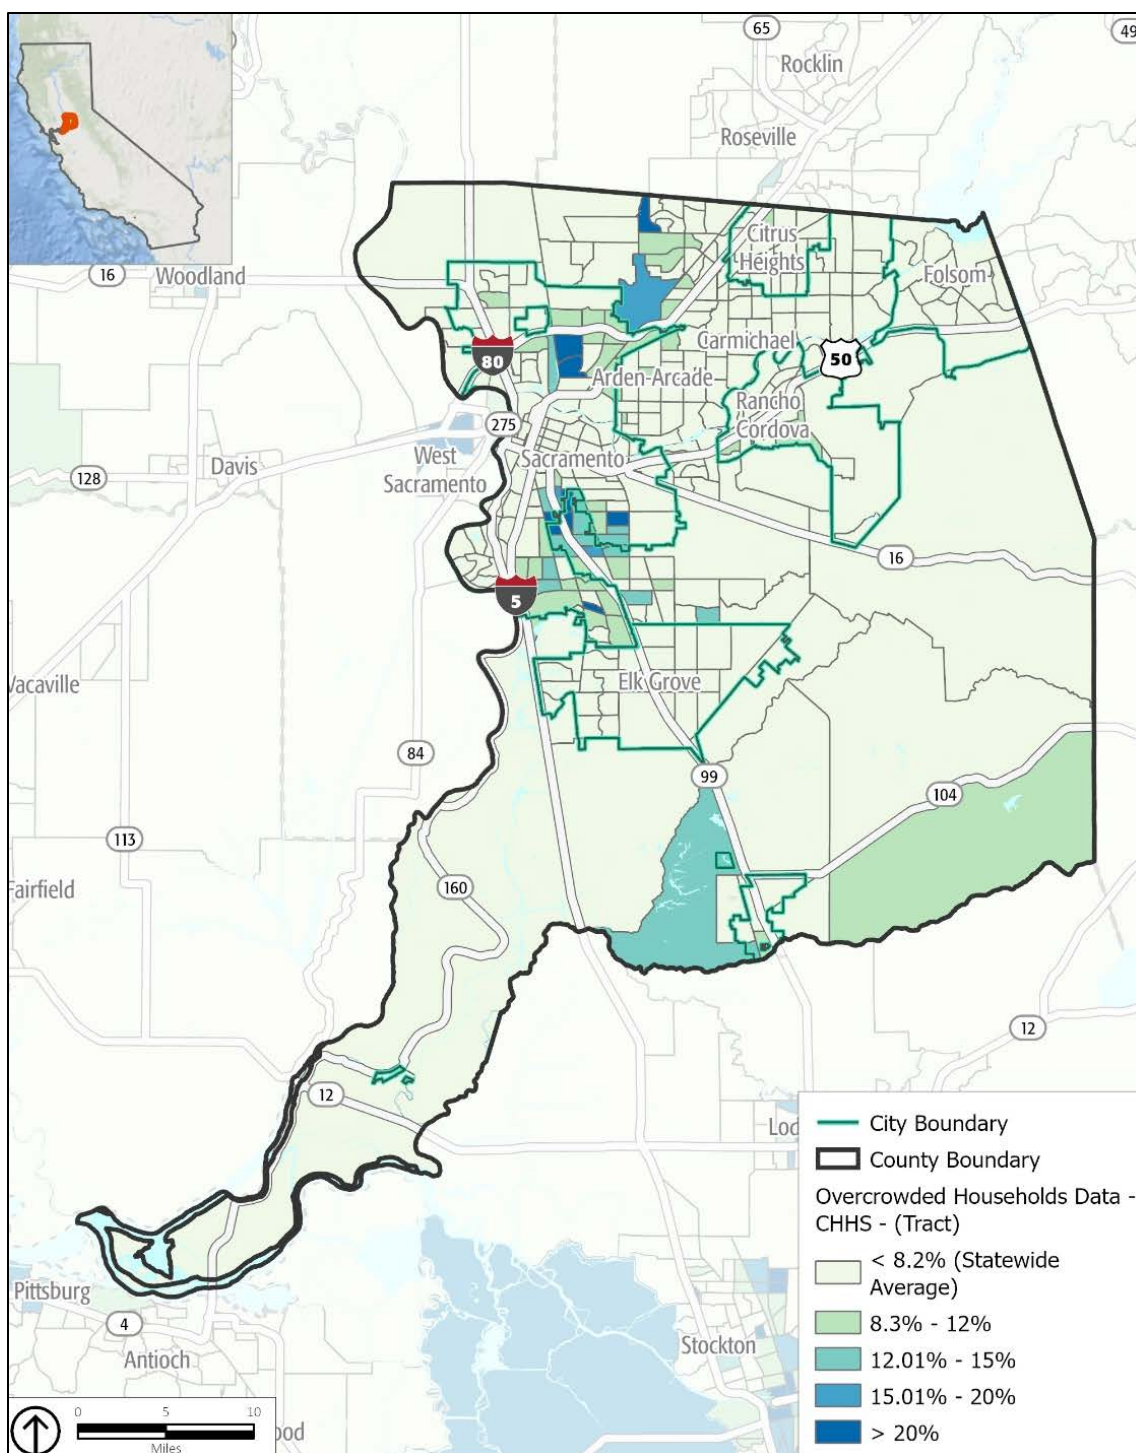 65
49
Rocklin
Roseville
16
Woodland
Citrus
Heights
Folsom
Carmichael
80
50
Arden-Arcade
Rancho
Cordova
275
West
Sacramento
Sacramento
Davis
128
16
5
Vacaville
Elk Grove
84
99
104
113
Fairfield
160
12
12
Lod
Pittsburg
4
Antioch
Stockton
ood
City Boundary
County Boundary
Overcrowded Households Data -
CHHS - (Tract)
< 8.2% (Statewide
Average)
8.3% - 12%
12.01% - 15%
15.01% - 20%
> 20%
0 5 10
Miles